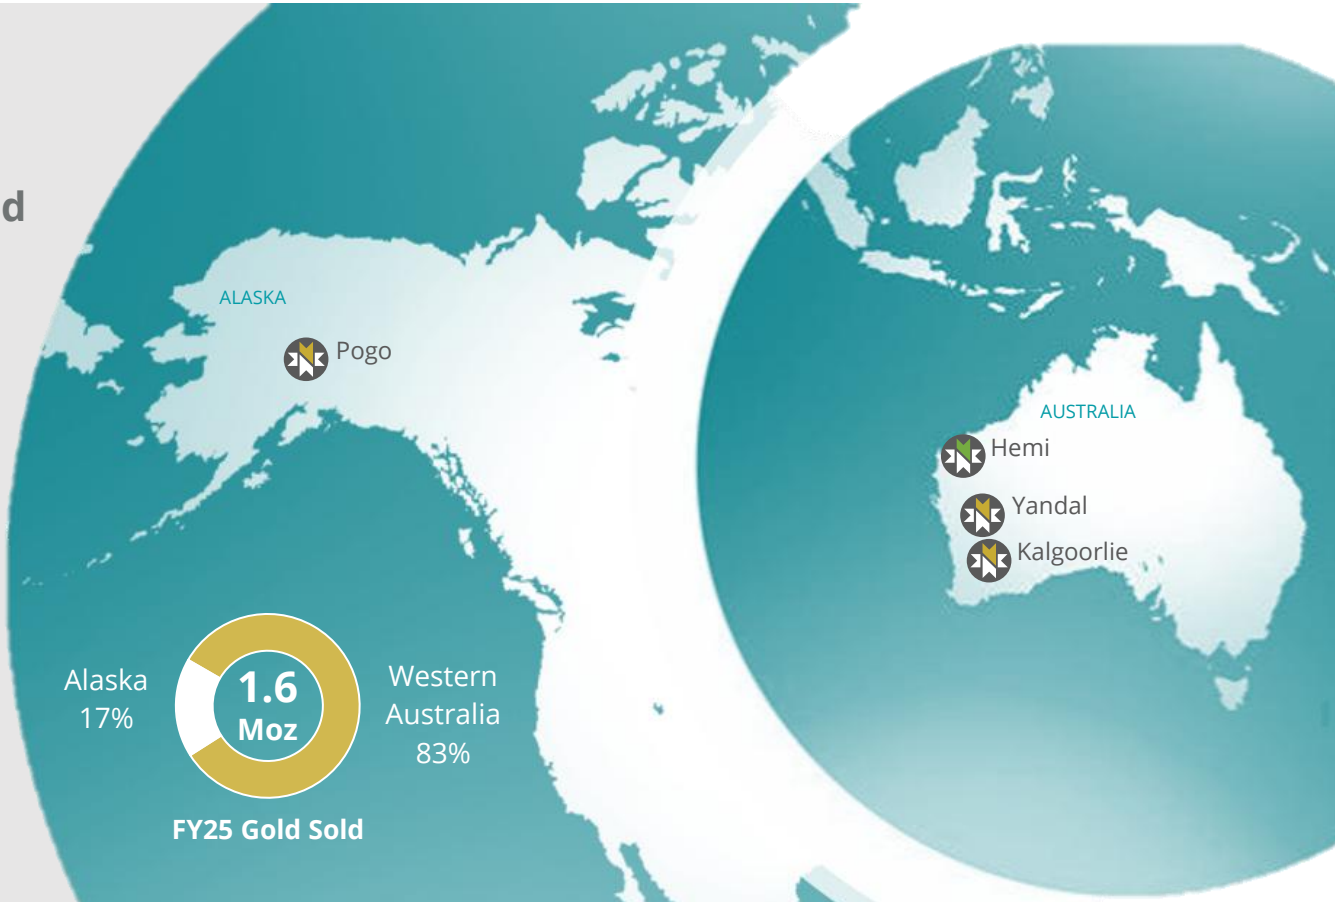 d
ALASKA
Pogo
AUSTRALIA
Hemi
Yandal
Kalgoorlie
Alaska
17%
1.6
Moz
Western
Australia
83%
FY25 Gold Sold